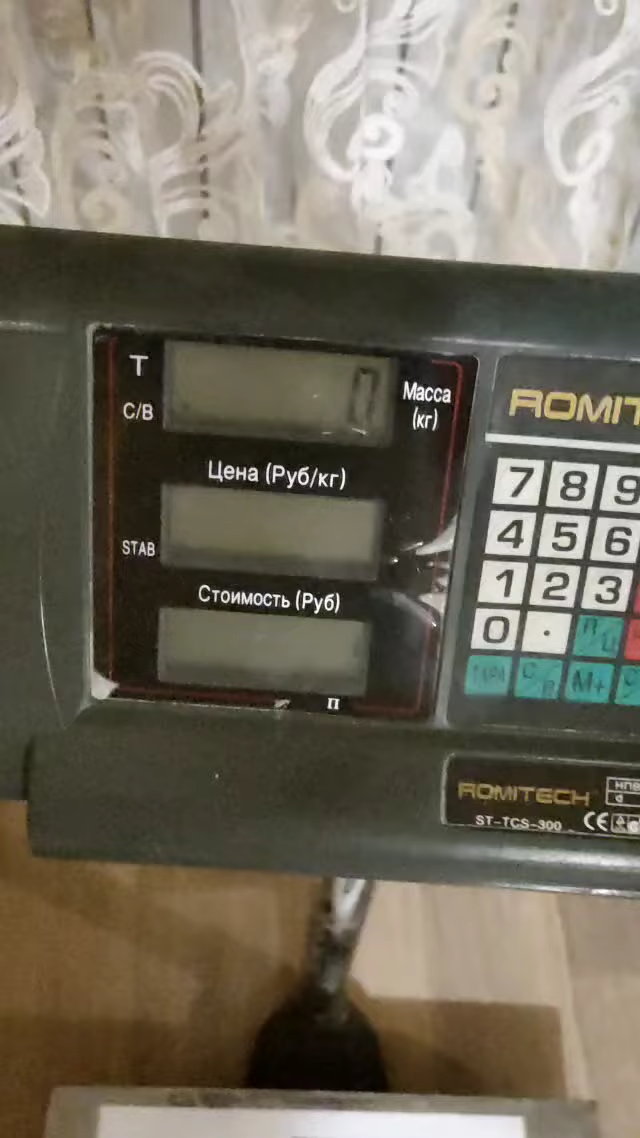 T
0
Масса
(кг)
C/B
Цена (Руб/кг)
STAB
Стоимость (Руб)
П
7 8 9
4 5 6
1 2 3
0 . П/Ц
С/В M+
ROMITECH
ST-TCS-300 CE